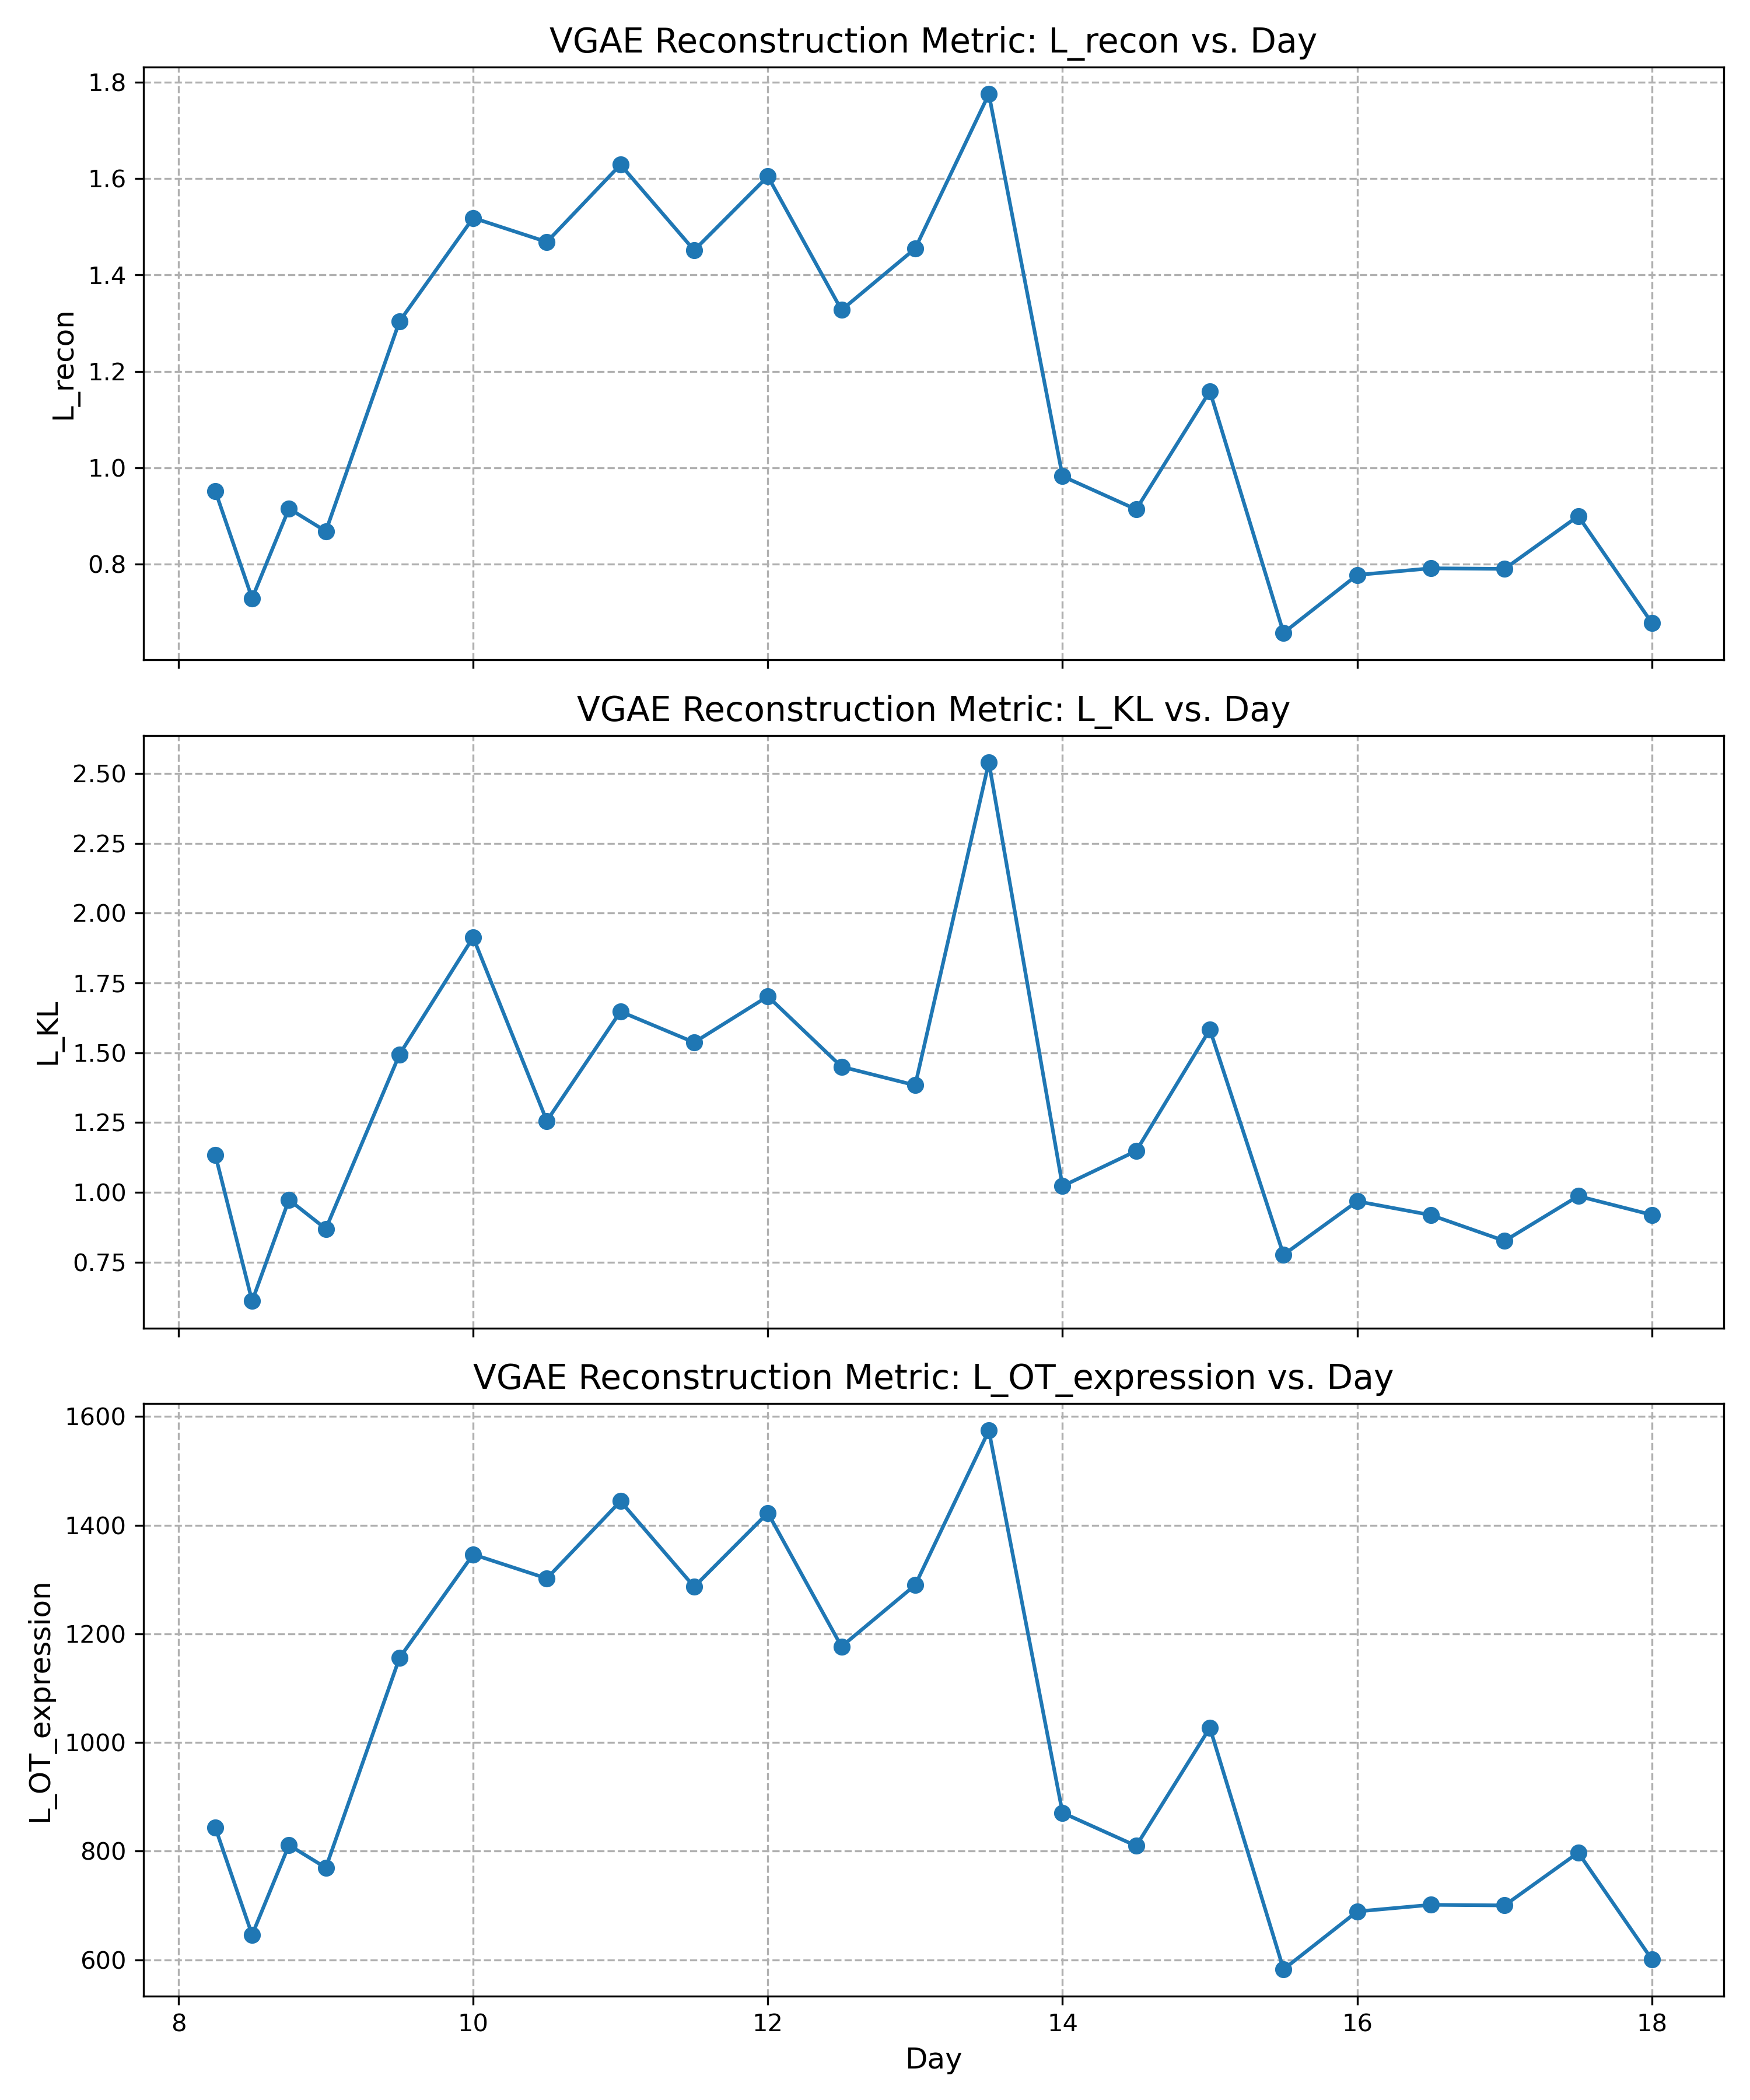 VGAE Reconstruction Metric: L_recon vs. Day
1.8
1.6
1.4
1.2
1.0
0.8
L_recon
VGAE Reconstruction Metric: L_KL vs. Day
2.50
2.25
2.00
1.75
1.50
1.25
1.00
0.75
L_KL
VGAE Reconstruction Metric: L_OT_expression vs. Day
1600
1400
1200
1000
800
600
L_OT_expression
8 10 12 14 16 18
Day